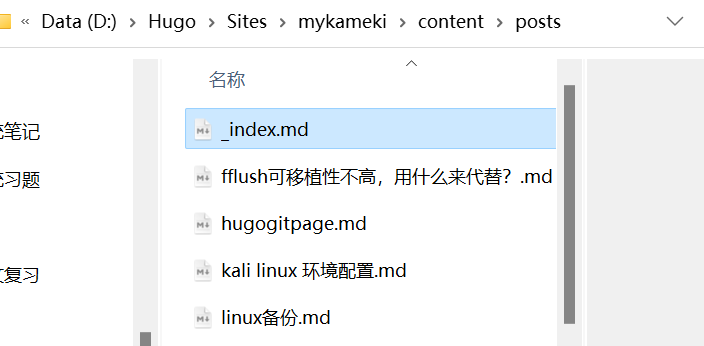 « Data (D:) > Hugo > Sites > mykameki > content > posts
名称
_index.md
笔记
fflush可移植性不高，用什么来代替？.md
习题
hugogitpage.md
复习
kali linux 环境配置.md
linux备份.md